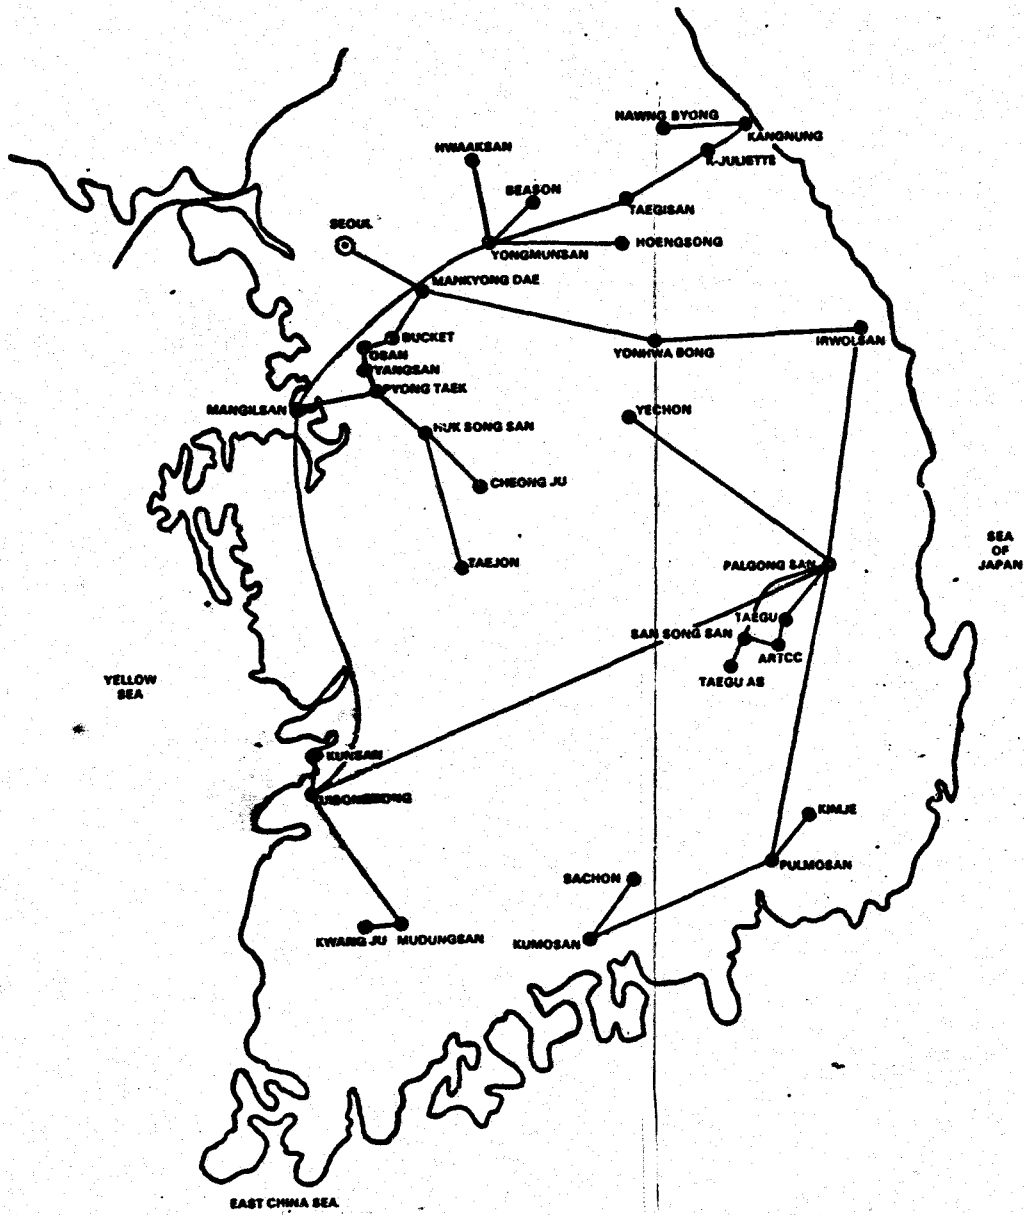 HAWNG BYONG
KANGNUNG
HWAAKSAN
K-JULIETTE
BEASON
TAEQISAN
SEOUL
HOENGSONG
YONGMUNSAN
MANKYONG DAE
BUCKET
IRWOLSAN
OSAN
YONHWA BONG
YANGSAN
PYONG TAEK
MANGILSAN
YECHON
HUK SONG SAN
CHEONG JU
SEA
OF
JAPAN
TAEJON
PALGONG SAN
TAEGU
SAN SONG SAN
ARTCC
TAEGU AB
YELLOW
SEA
KUNSAN
KIMJE
PULMOSAN
SACHON
KWANG JU
MUDUNGSAN
KUMOSAN
EAST CHINA SEA